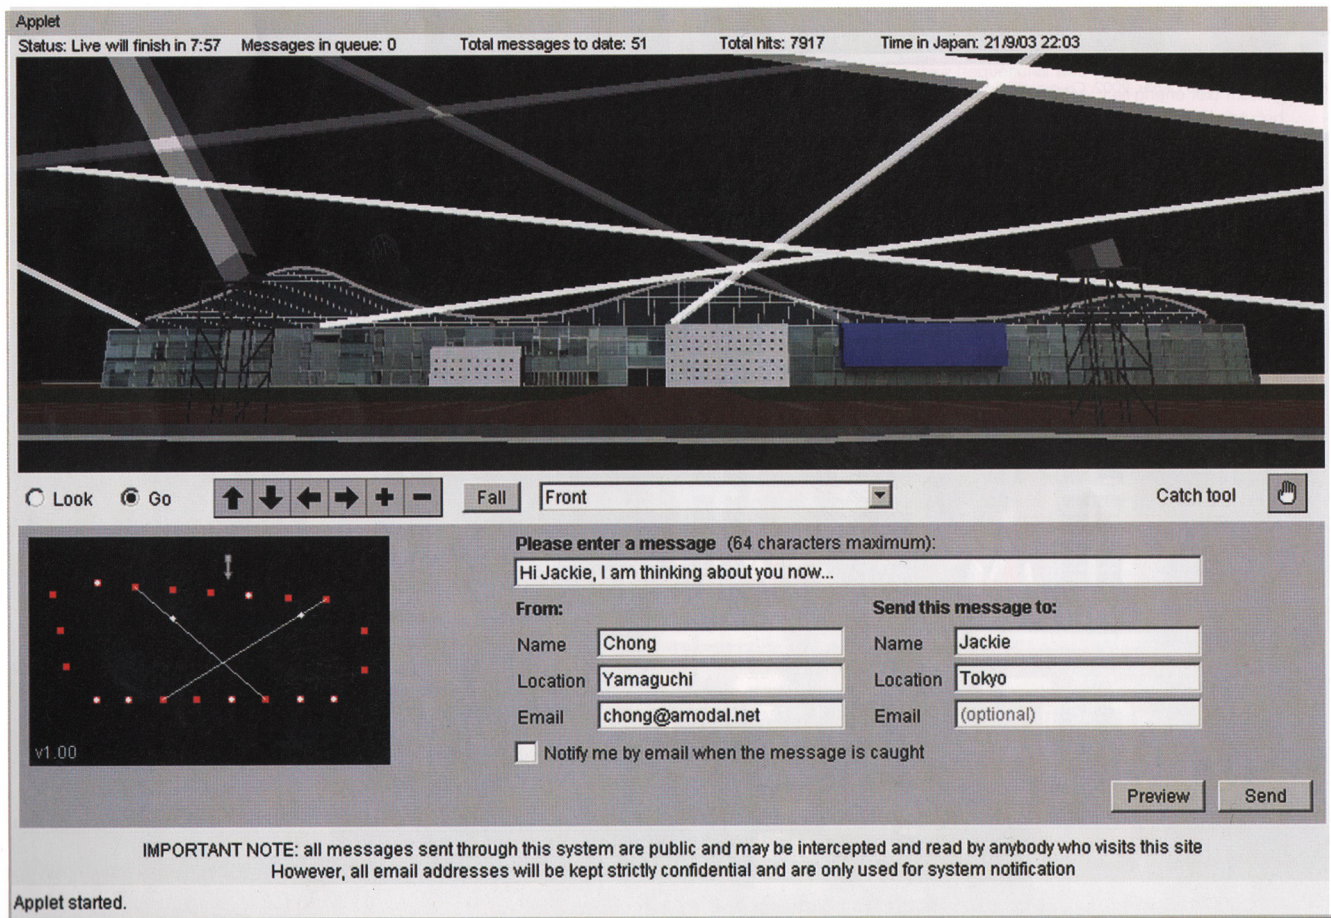 Applet
Status: Live will finish in 7:57 Messages in queue: 0 Total messages to date: 51 Total hits: 7917 Time in Japan: 21/9/03 22:03
Look Go + − Fall Front Catch tool
Please enter a message (64 characters maximum):
Hi Jackie, I am thinking about you now...
From: Send this message to:
Name Chong Name Jackie
Location Yamaguchi Location Tokyo
Email chong@amodal.net Email (optional)
v1.00
Notify me by email when the message is caught
Preview Send
IMPORTANT NOTE: all messages sent through this system are public and may be intercepted and read by anybody who visits this site
However, all email addresses will be kept strictly confidential and are only used for system notification
Applet started.